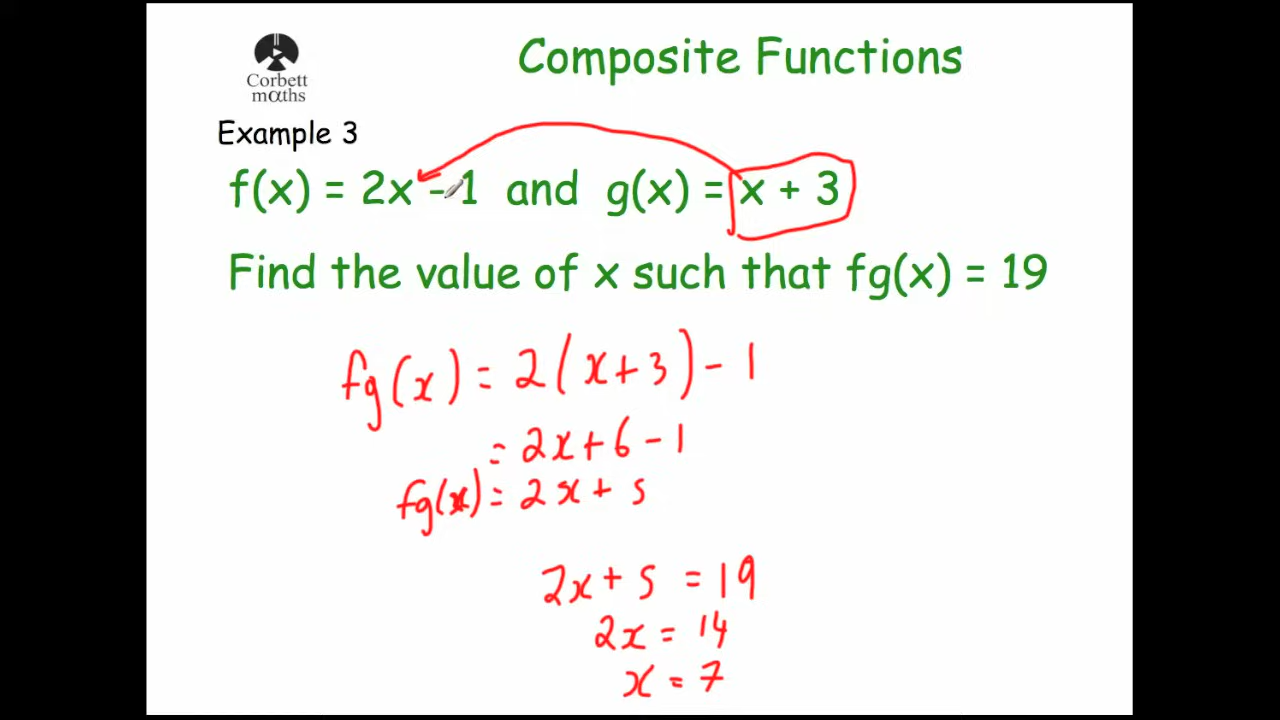 Corbett
mαths
Composite Functions
Example 3
f(x) = 2x - 1 and g(x) = x + 3
Find the value of x such that fg(x) = 19
fg(x) = 2(x+3) - 1
= 2x + 6 - 1
fg(x) = 2x + 5
2x + 5 = 19
2x = 14
x = 7